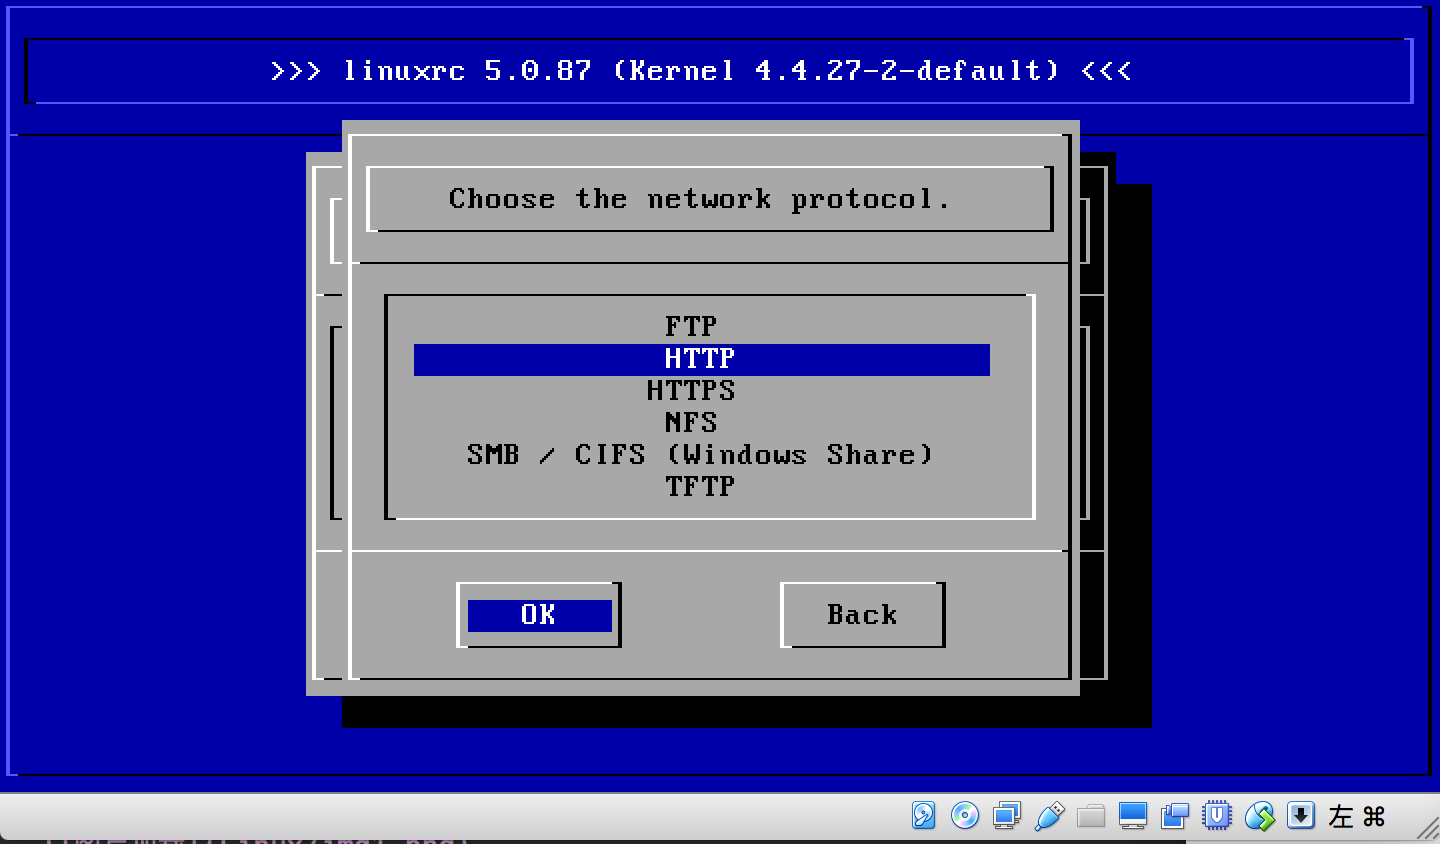 >>> linuxrc 5.0.87 (Kernel 4.4.27-2-default) <<<
Choose the network protocol.
FTP
HTTP
HTTPS
NFS
SMB / CIFS (Windows Share)
TFTP
OK Back
左 ⌘